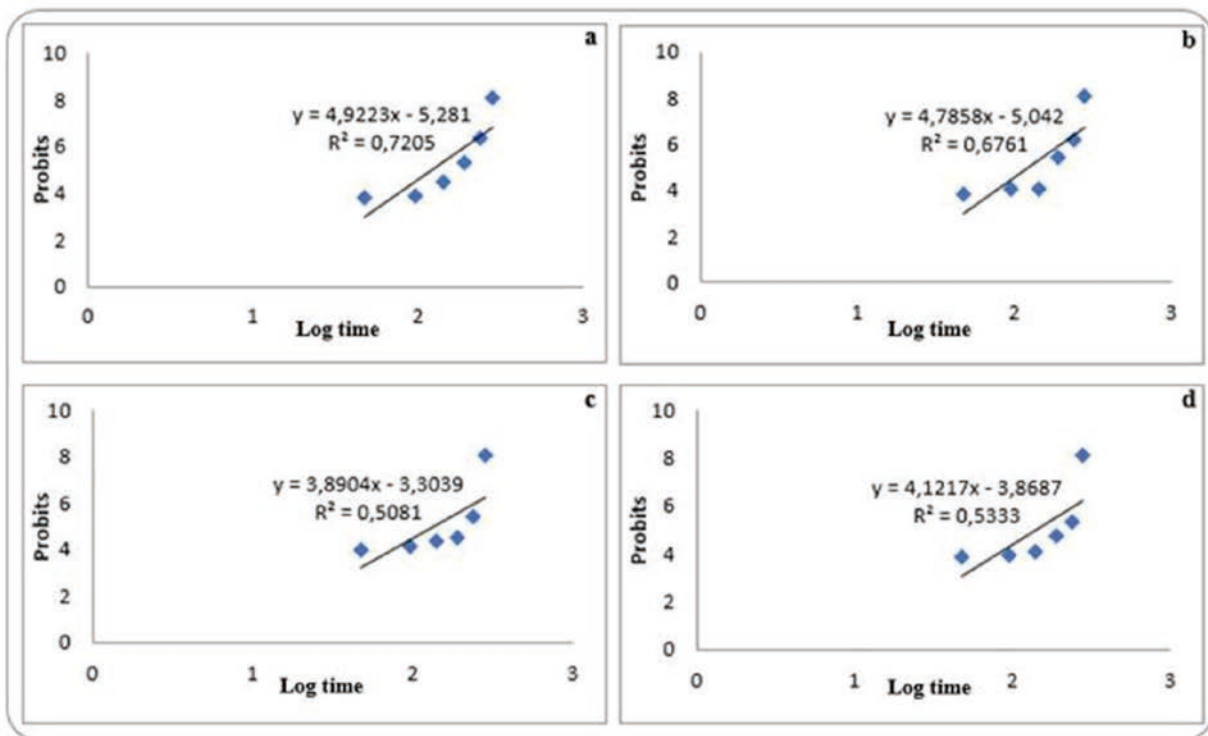 a
10
8
6
4
2
0
Probits
y = 4,9223x - 5,281
R² = 0,7205
0 1 2 3
Log time
b
10
8
6
4
2
0
Probits
y = 4,7858x - 5,042
R² = 0,6761
0 1 2 3
Log time
c
10
8
6
4
2
0
Probits
y = 3,8904x - 3,3039
R² = 0,5081
0 1 2 3
Log time
d
10
8
6
4
2
0
Probits
y = 4,1217x - 3,8687
R² = 0,5333
0 1 2 3
Log time